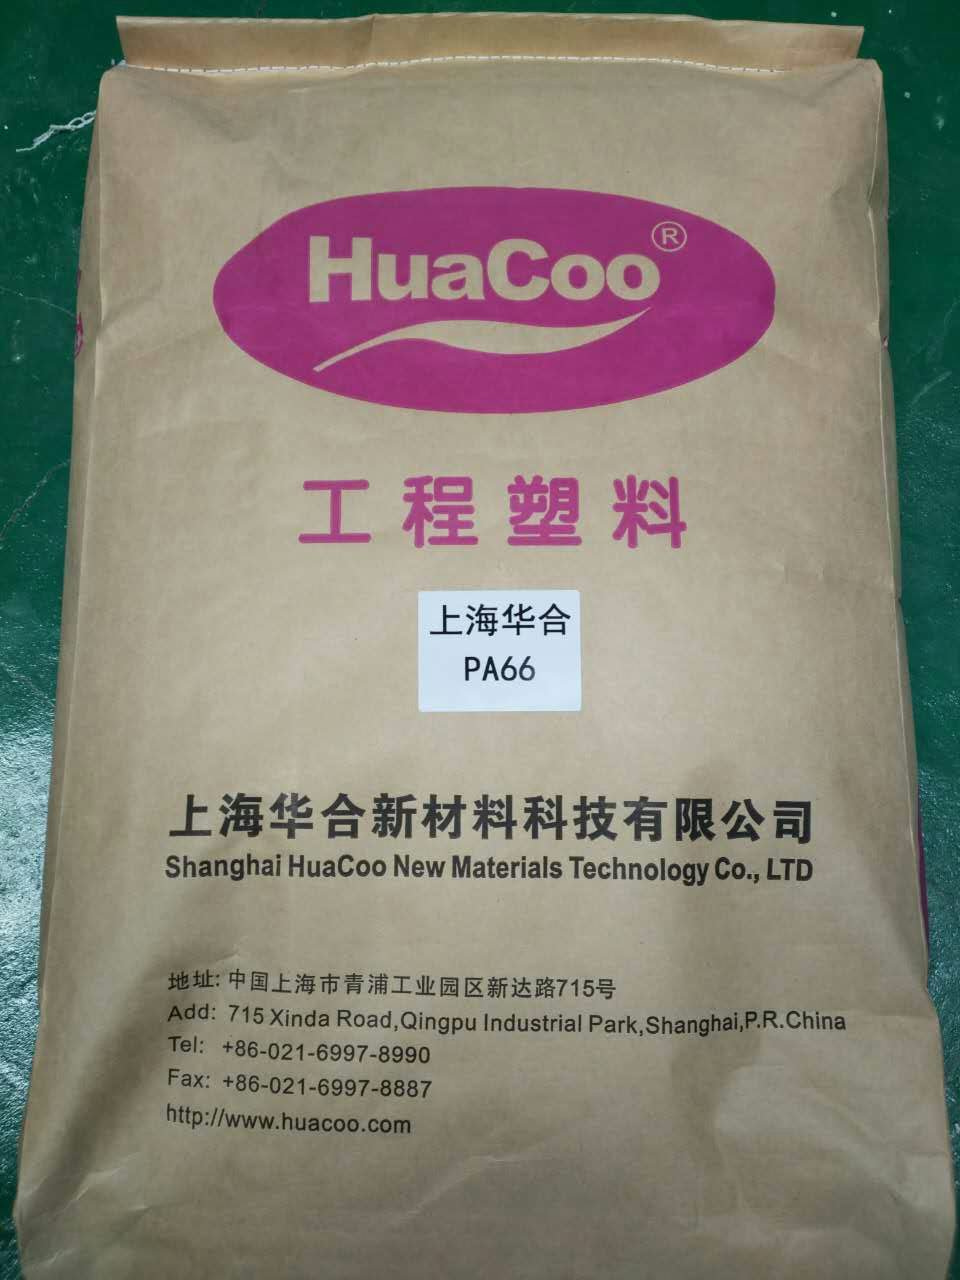 HuaCoo®
工程塑料
上海华合
PA66
上海华合新材料科技有限公司
Shanghai HuaCoo New Materials Technology Co., LTD
地址: 中国上海市青浦工业园区新达路715号
Add: 715 Xinda Road,Qingpu Industrial Park,Shanghai,P.R.China
Tel: +86-021-6997-8990
Fax: +86-021-6997-8887
http://www.huacoo.com